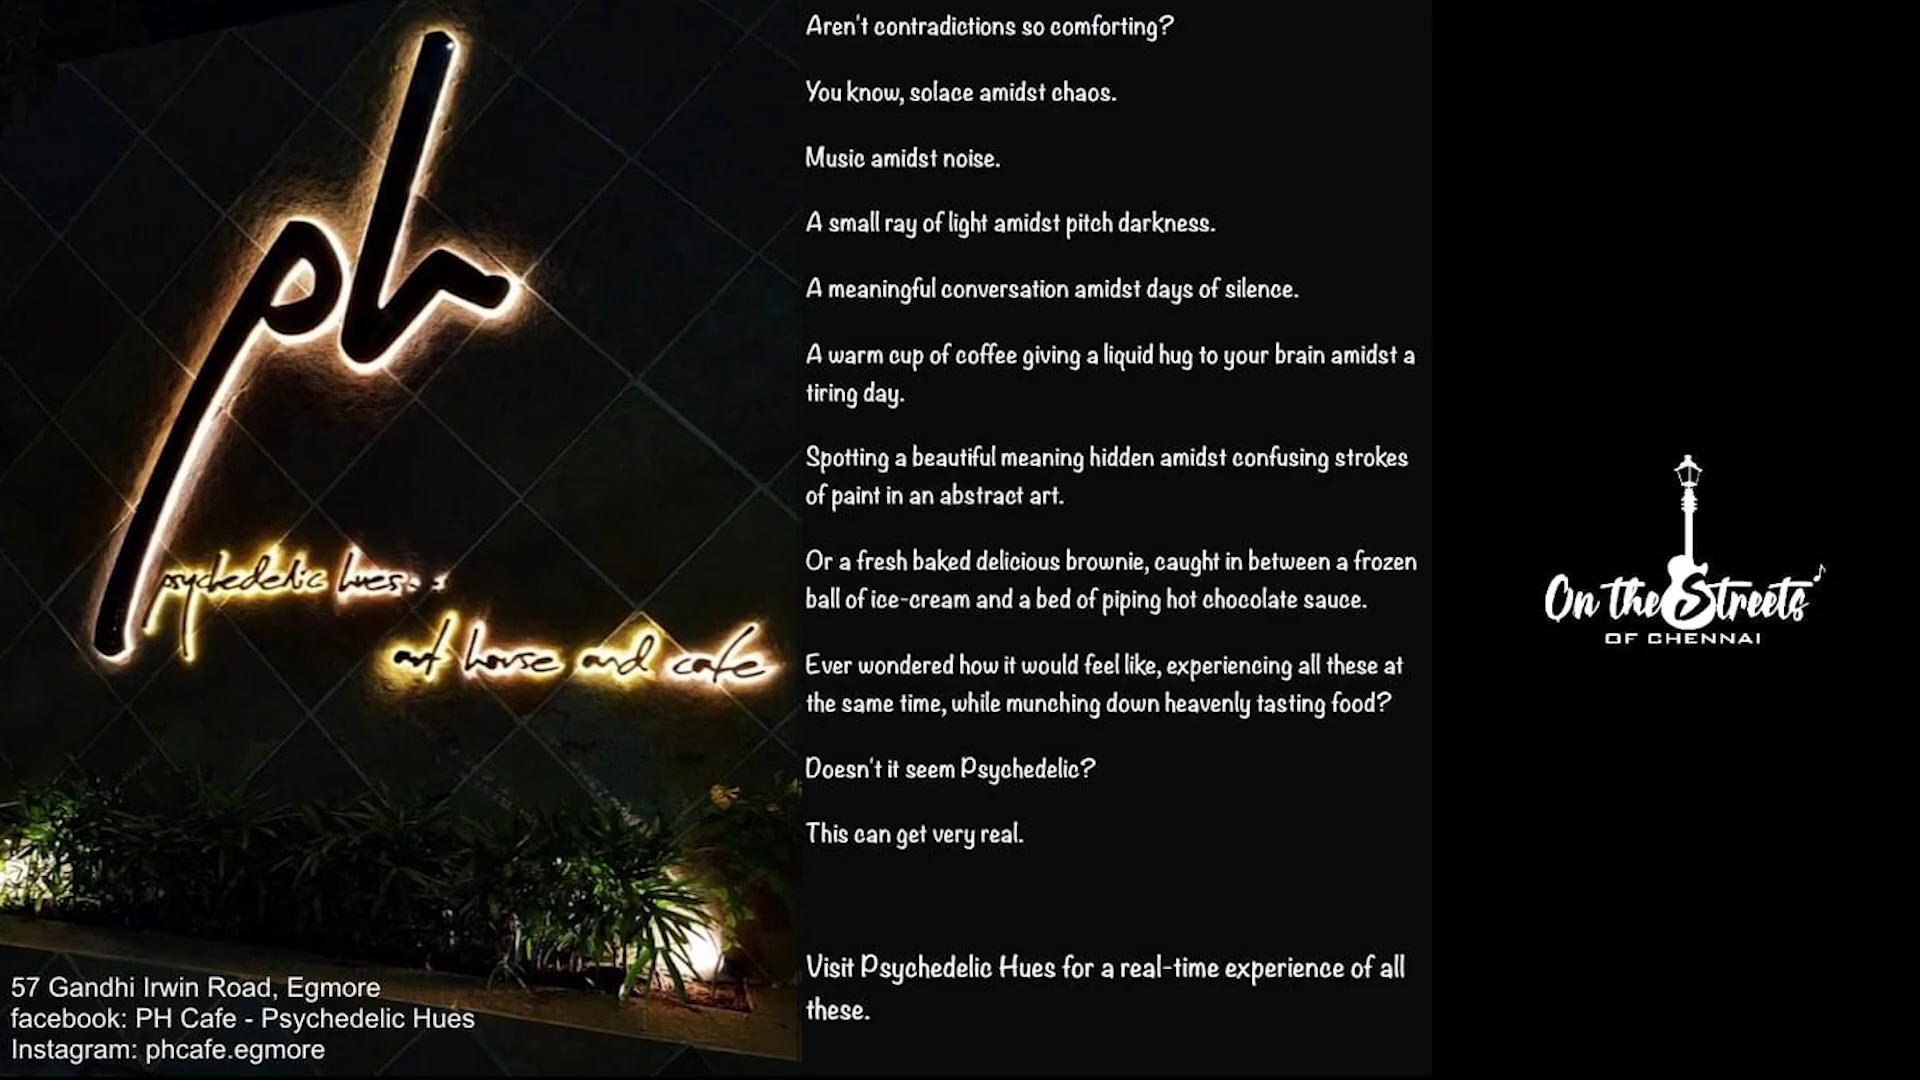 ph
psychedelic hues...
art house and cafe
57 Gandhi Irwin Road, Egmore
facebook: PH Cafe - Psychedelic Hues
Instagram: phcafe.egmore
Aren't contradictions so comforting?
You know, solace amidst chaos.
Music amidst noise.
A small ray of light amidst pitch darkness.
A meaningful conversation amidst days of silence.
A warm cup of coffee giving a liquid hug to your brain amidst a
tiring day.
Spotting a beautiful meaning hidden amidst confusing strokes
of paint in an abstract art.
Or a fresh baked delicious brownie, caught in between a frozen
ball of ice-cream and a bed of piping hot chocolate sauce.
Ever wondered how it would feel like, experiencing all these at
the same time, while munching down heavenly tasting food?
Doesn't it seem Psychedelic?
This can get very real.
Visit Psychedelic Hues for a real-time experience of all
these.
On the Streets
OF CHENNAI